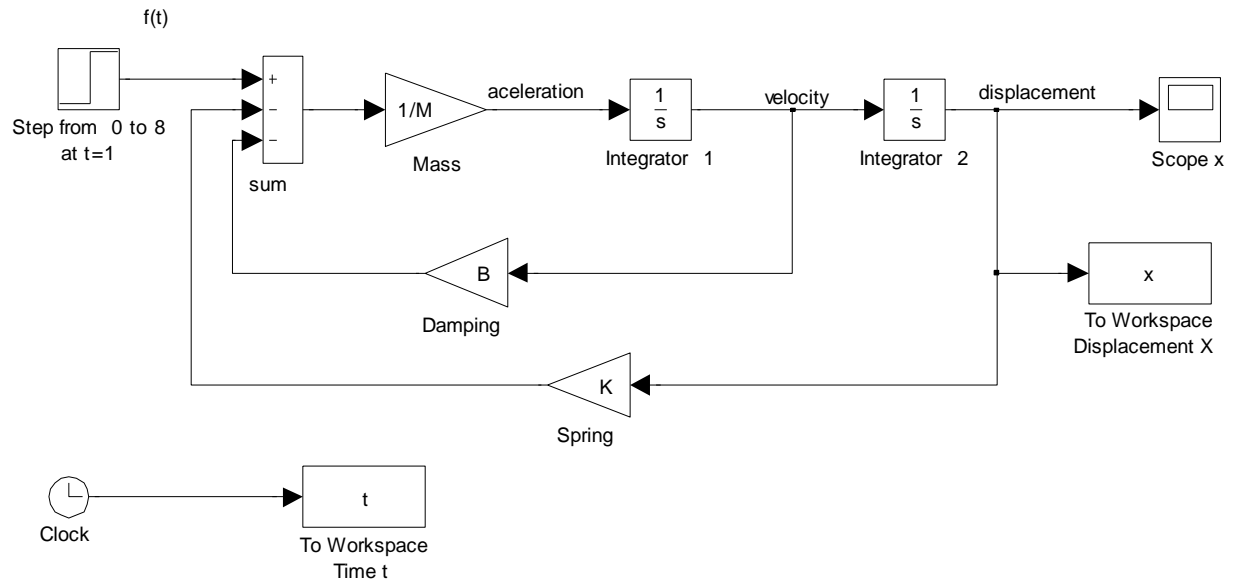 f(t)
Step from 0 to 8
at t=1
+
−
−
sum
1/M
Mass
aceleration
1
s
Integrator 1
velocity
1
s
Integrator 2
displacement
Scope x
B
Damping
x
To Workspace
Displacement X
K
Spring
Clock
t
To Workspace
Time t